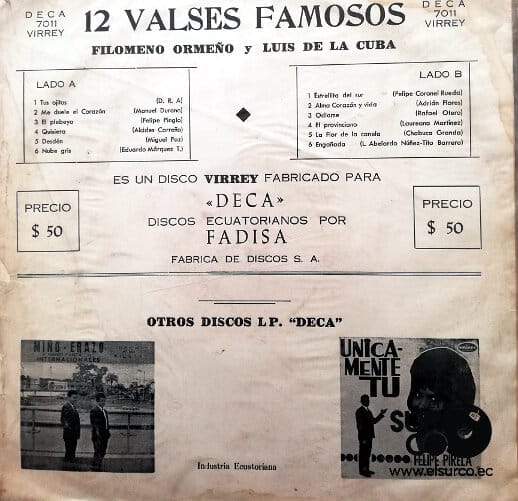 DECA
7011
VIRREY
12 VALSES FAMOSOS
DECA
7011
VIRREY
FILOMENO ORMEÑO y LUIS DE LA CUBA
LADO A
1 Tus ojitos (D. R. A)
2 Me duele el Corazón (Manuel Durano)
3 El plebeyo (Felipe Pinglo)
4 Quisiera (Alcides Carreño)
5 Desdén (Miguel Paz)
6 Nube gris (Eduardo Márquez T.)
LADO B
1 Estrellita del sur (Felipe Coronel Rueda)
2 Alma Corazón y vida (Adrián Flores)
3 Odiame (Rafael Otero)
4 El provinciano (Laureano Martínez)
5 La Flor de la canela (Chabuca Granda)
6 Engañada (L. Abelardo Núñez-Tito Barrera)
ES UN DISCO VIRREY FABRICADO PARA
«DECA»
DISCOS ECUATORIANOS POR
FADISA
FABRICA DE DISCOS S. A.
PRECIO
$ 50
PRECIO
$ 50
OTROS DISCOS L P. "DECA"
MIÑO - ERAZO
INTERNACIONALES
UNICA-
MENTE
TU
FELIPE PIRELA
www.elsurco.ec
Industria Ecuatoriana